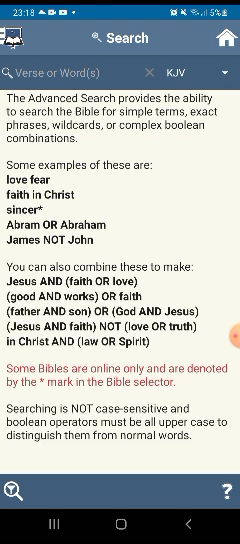 23:18
5%
Search
Verse or Word(s)
KJV
The Advanced Search provides the ability
to search the Bible for simple terms, exact
phrases, wildcards, or complex boolean
combinations.
Some examples of these are:
love fear
faith in Christ
sincer*
Abram OR Abraham
James NOT John
You can also combine these to make:
Jesus AND (faith OR love)
(good AND works) OR faith
(father AND son) OR (God AND Jesus)
(Jesus AND faith) NOT (love OR truth)
in Christ AND (law OR Spirit)
Some Bibles are online only and are denoted
by the * mark in the Bible selector.
Searching is NOT case-sensitive and
boolean operators must be all upper case to
distinguish them from normal words.
?